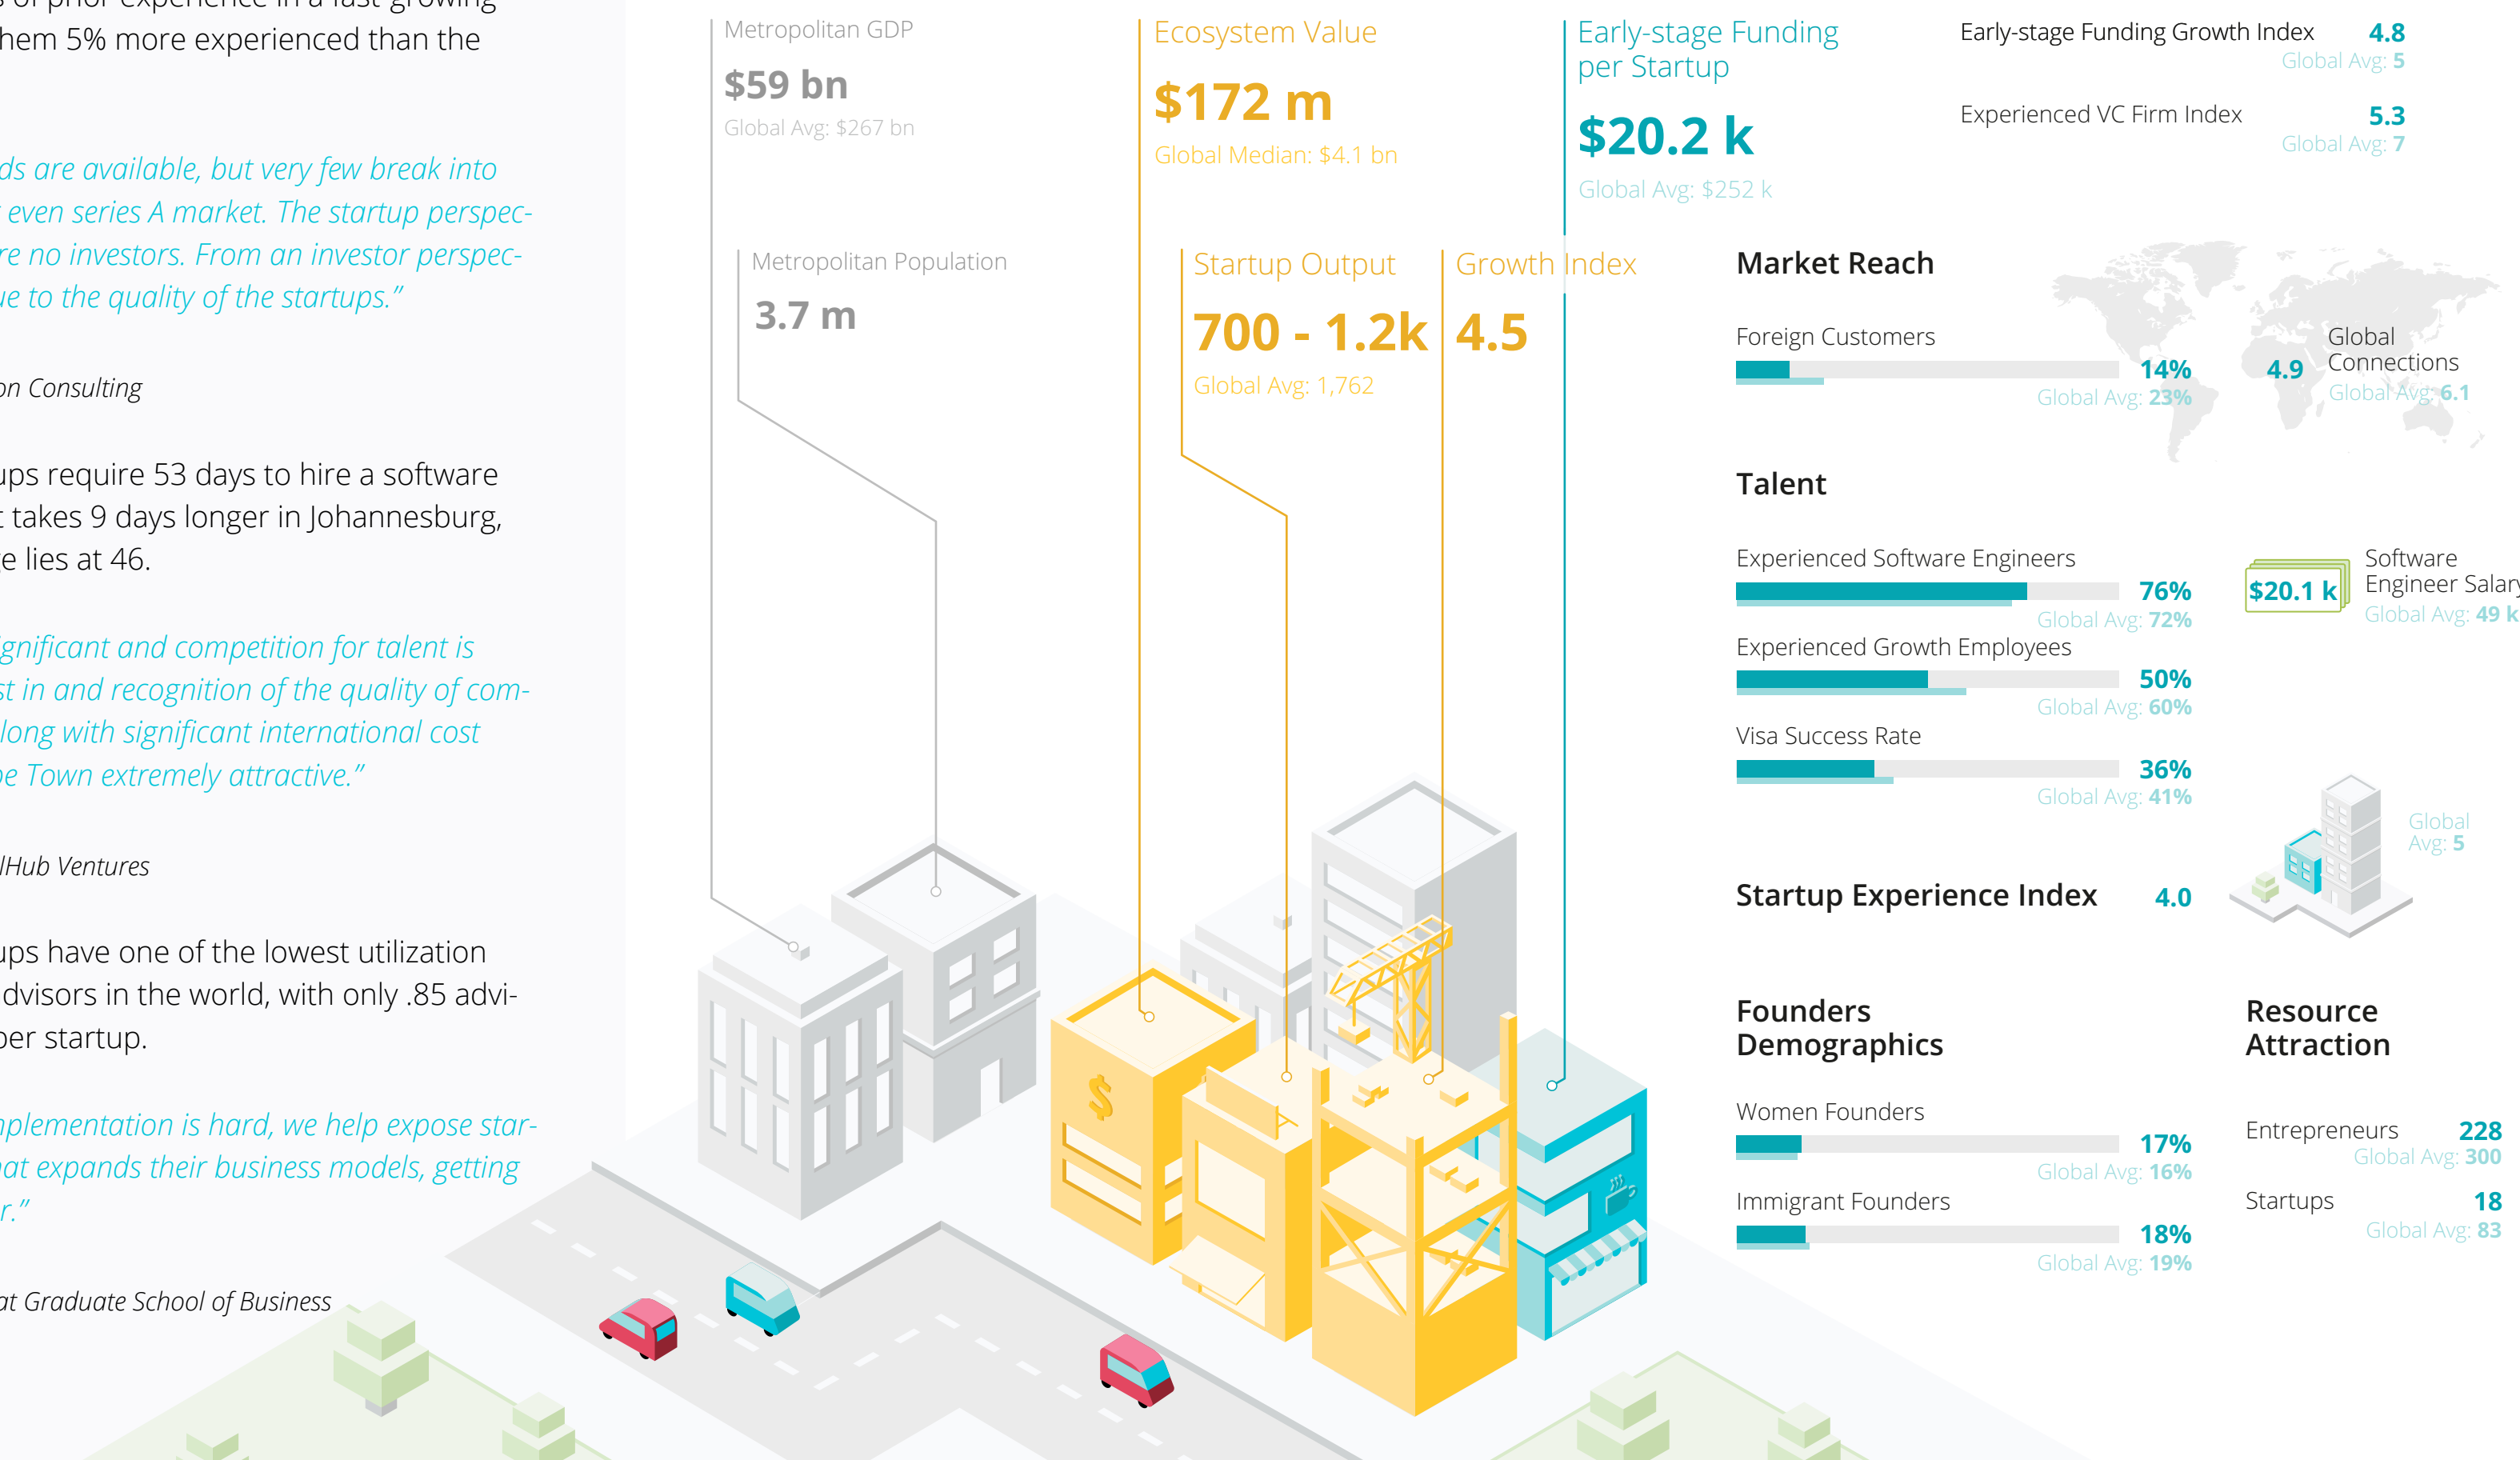 of prior experience in a fast-growing
hem 5% more experienced than the
ds are available, but very few break into
even series A market. The startup perspec-
re no investors. From an investor perspec-
ue to the quality of the startups.”
on Consulting
ups require 53 days to hire a software
t takes 9 days longer in Johannesburg,
e lies at 46.
gnificant and competition for talent is
st in and recognition of the quality of com-
long with significant international cost
pe Town extremely attractive.”
lHub Ventures
ups have one of the lowest utilization
dvisors in the world, with only .85 advi-
per startup.
mplementation is hard, we help expose star-
hat expands their business models, getting
r.”
at Graduate School of Business
Metropolitan GDP
$59 bn
Global Avg: $267 bn
Metropolitan Population
3.7 m
Ecosystem Value
$172 m
Global Median: $4.1 bn
Startup Output
700 - 1.2k
Global Avg: 1,762
Growth Index
4.5
Early-stage Funding
per Startup
$20.2 k
Global Avg: $252 k
Early-stage Funding Growth Index 4.8
Global Avg: 5
Experienced VC Firm Index 5.3
Global Avg: 7
Market Reach
Foreign Customers
14%
Global Avg: 23%
4.9
Global
Connections
Global Avg: 6.1
Talent
Experienced Software Engineers
76%
Global Avg: 72%
$20.1 k
Software
Engineer Salary
Global Avg: 49 k
Experienced Growth Employees
50%
Global Avg: 60%
Visa Success Rate
36%
Global Avg: 41%
Startup Experience Index 4.0
Global
Avg: 5
Founders
Demographics
Women Founders
17%
Global Avg: 16%
Immigrant Founders
18%
Global Avg: 19%
Resource
Attraction
Entrepreneurs 228
Global Avg: 300
Startups 18
Global Avg: 83
$